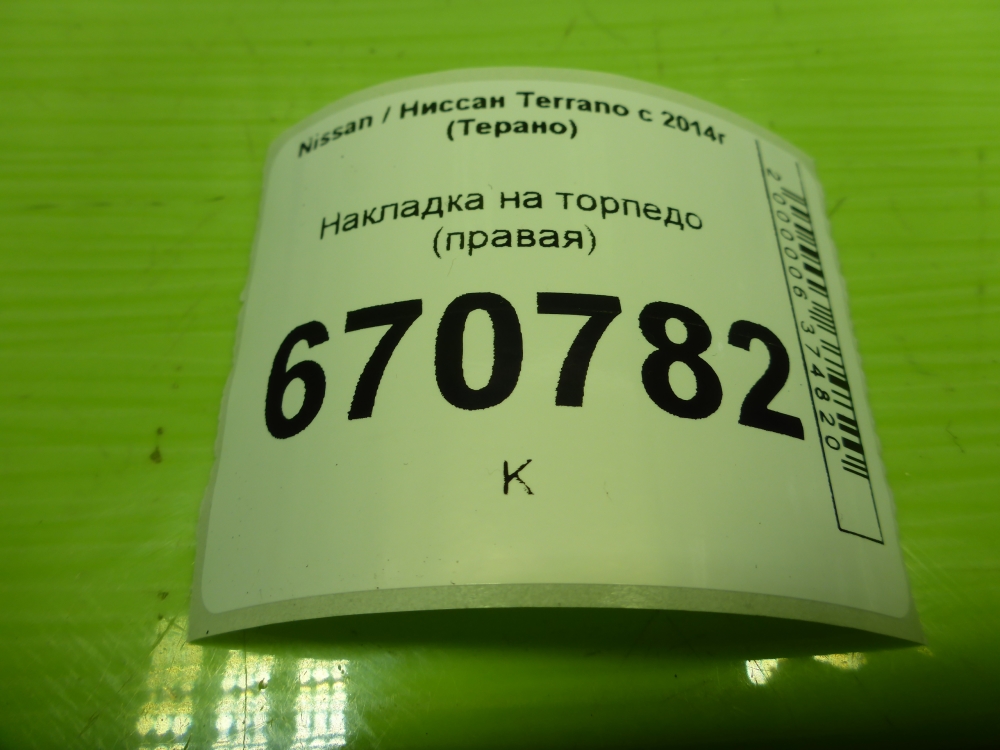 Nissan / Ниссан Terrano с 2014г
(Терано)
Накладка на торпедо
(правая)
670782
К
2000006374820